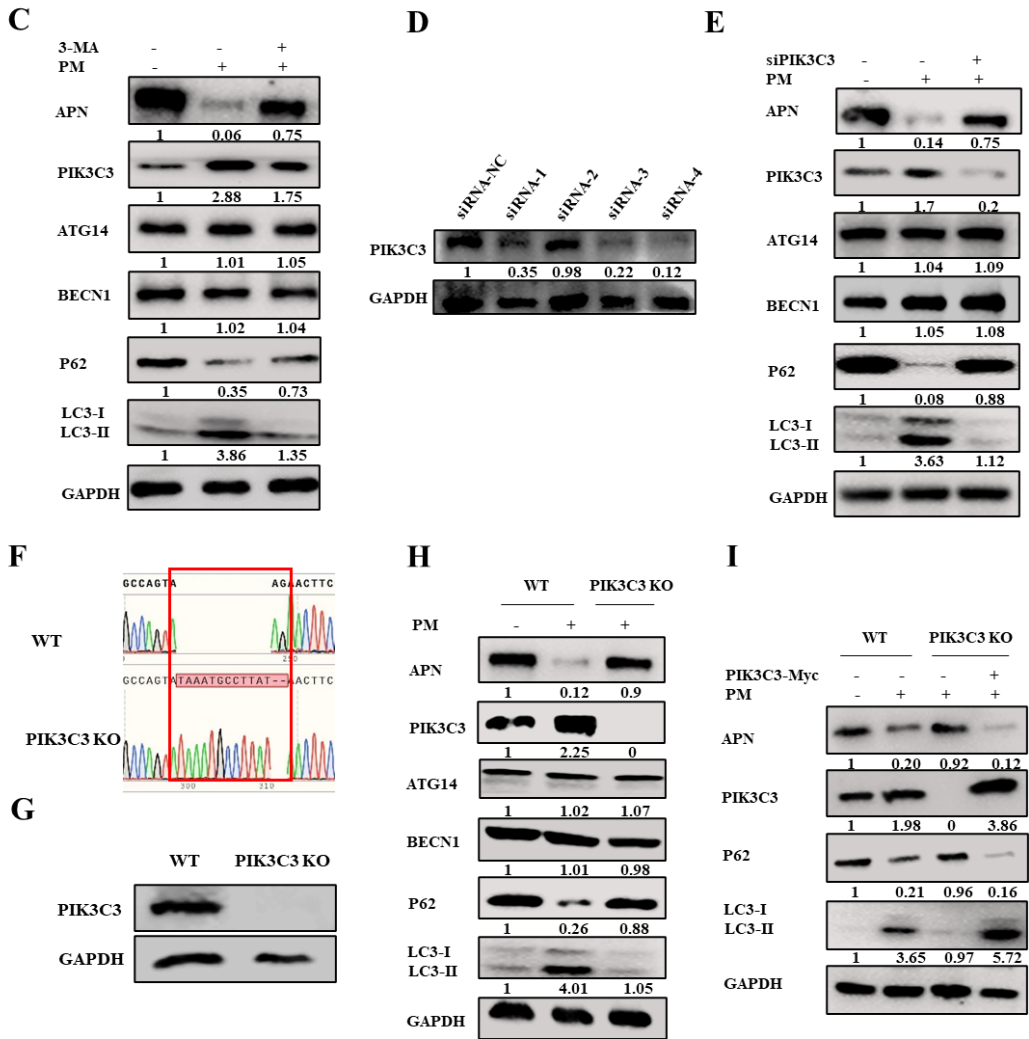 C
3-MA - - +
PM - + +
APN
1 0.06 0.75
PIK3C3
1 2.88 1.75
ATG14
1 1.01 1.05
BECN1
1 1.02 1.04
P62
1 0.35 0.73
LC3-I
LC3-II
1 3.86 1.35
GAPDH
D
siRNA-NC siRNA-1 siRNA-2 siRNA-3 siRNA-4
PIK3C3
1 0.35 0.98 0.22 0.12
GAPDH
E
siPIK3C3 - - +
PM - + +
APN
1 0.14 0.75
PIK3C3
1 1.7 0.2
ATG14
1 1.04 1.09
BECN1
1 1.05 1.08
P62
1 0.08 0.88
LC3-I
LC3-II
1 3.63 1.12
GAPDH
F
GCCAGTA AGAACTTC
WT
250
GCCAGTATAAATGCCTTAT--AACTTC
PIK3C3 KO
300 310
G
WT PIK3C3 KO
PIK3C3
GAPDH
H
WT PIK3C3 KO
PM - + +
APN
1 0.12 0.9
PIK3C3
1 2.25 0
ATG14
1 1.02 1.07
BECN1
1 1.01 0.98
P62
1 0.26 0.88
LC3-I
LC3-II
1 4.01 1.05
GAPDH
I
WT PIK3C3 KO
PIK3C3-Myc - - - +
PM - + + +
APN
1 0.20 0.92 0.12
PIK3C3
1 1.98 0 3.86
P62
1 0.21 0.96 0.16
LC3-I
LC3-II
1 3.65 0.97 5.72
GAPDH